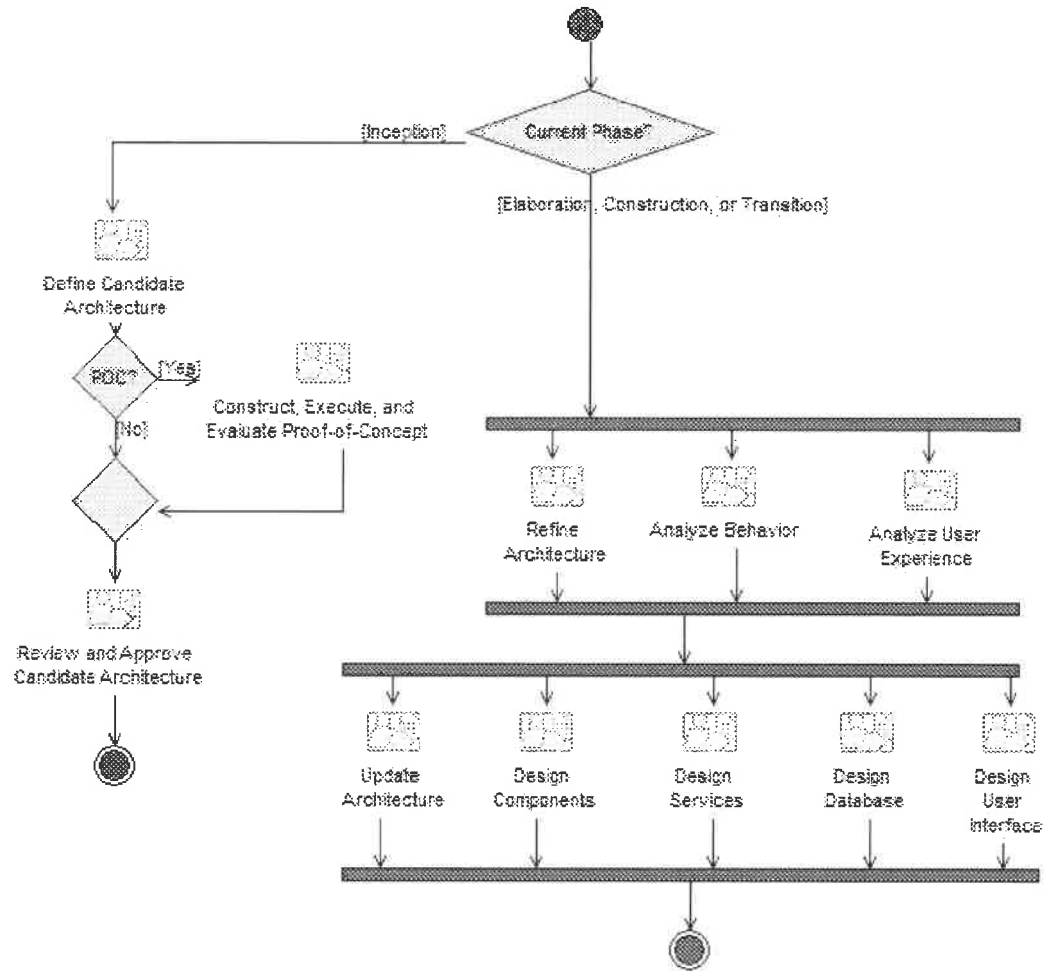 Current Phase?
[Inception]
[Elaboration, Construction, or Transition]
Define Candidate
Architecture
POC?
[Yes]
[No]
Construct, Execute, and
Evaluate Proof-of-Concept
Review and Approve
Candidate Architecture
Refine
Architecture
Analyze Behavior
Analyze User
Experience
Update
Architecture
Design
Components
Design
Services
Design
Database
Design
User
Interface